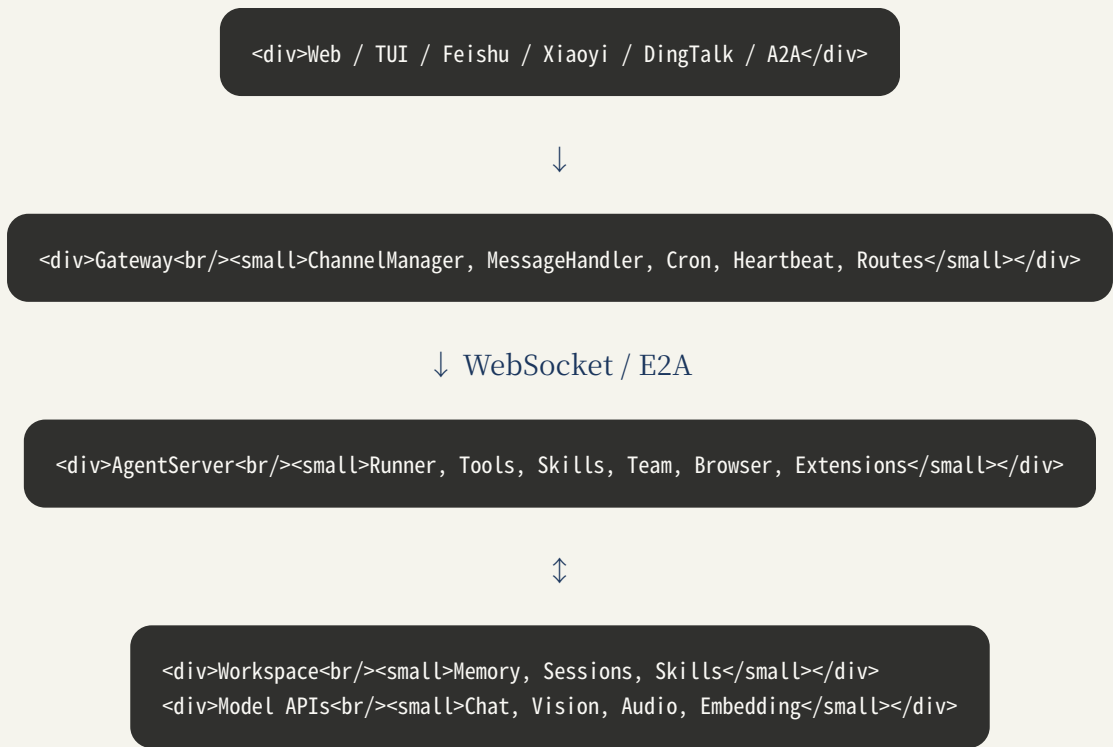 <div>Web / TUI / Feishu / Xiaoyi / DingTalk / A2A</div>
↓
<div>Gateway<br/><small>ChannelManager, MessageHandler, Cron, Heartbeat, Routes</small></div>
↓ WebSocket / E2A
<div>AgentServer<br/><small>Runner, Tools, Skills, Team, Browser, Extensions</small></div>
↕
<div>Workspace<br/><small>Memory, Sessions, Skills</small></div>
<div>Model APIs<br/><small>Chat, Vision, Audio, Embedding</small></div>